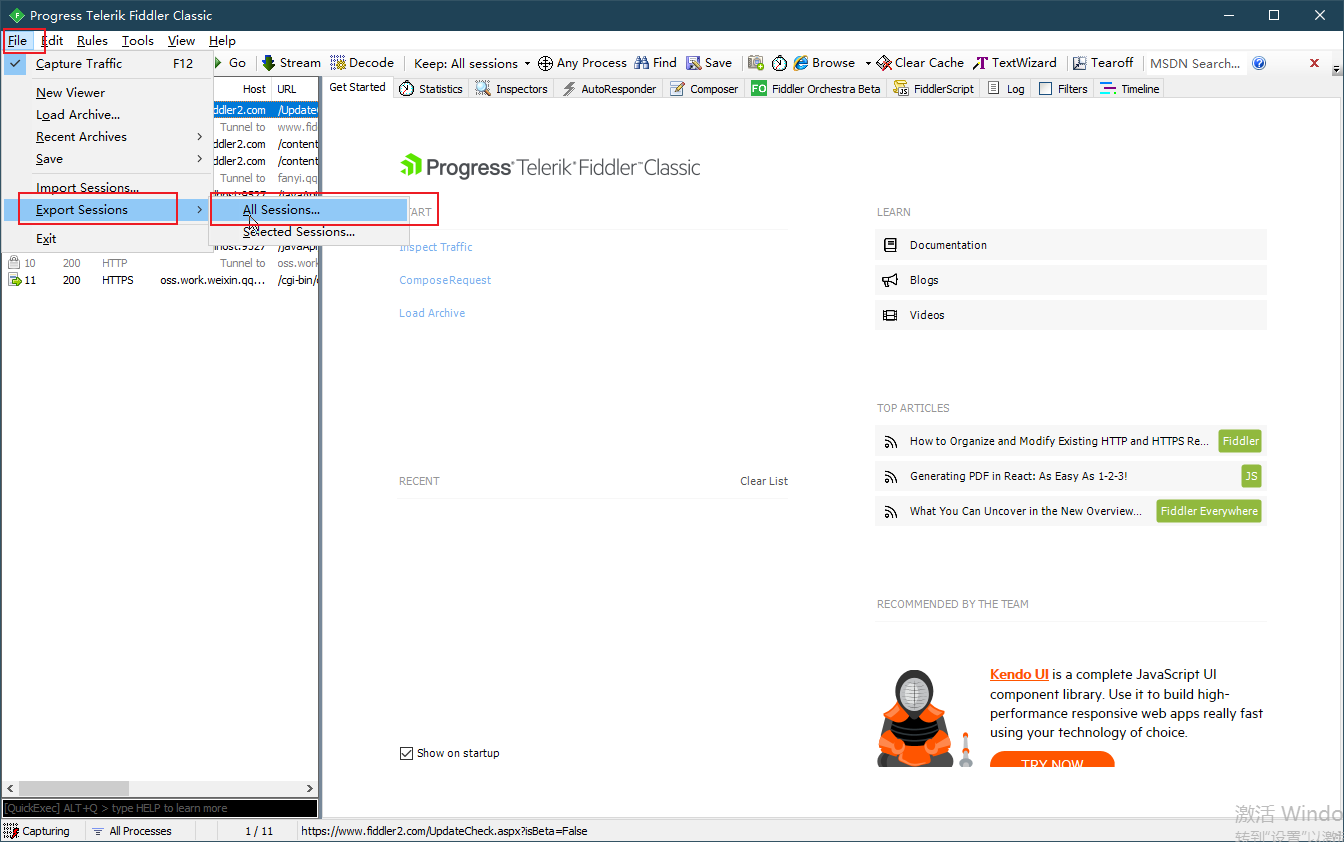 Progress Telerik Fiddler Classic
File Edit Rules Tools View Help
Capture Traffic F12
New Viewer
Load Archive...
Recent Archives
Save
Import Sessions...
Export Sessions
Exit
All Sessions...
Selected Sessions...
Go Stream Decode Keep: All sessions Any Process Find Save Browse Clear Cache TextWizard Tearoff MSDN Search...
Get Started Statistics Inspectors AutoResponder Composer FO Fiddler Orchestra Beta FiddlerScript Log Filters Timeline
Host URL
ddler2.com /Update
Tunnel to www.fid
ddler2.com /content
ddler2.com /content
Tunnel to fanyi.qq
10 200 HTTP Tunnel to oss.work
11 200 HTTPS oss.work.weixin.qq... /cgi-bin/
Progress Telerik Fiddler Classic
ART
Inspect Traffic
Compose Request
Load Archive
RECENT Clear List
Show on startup
LEARN
Documentation
Blogs
Videos
TOP ARTICLES
How to Organize and Modify Existing HTTP and HTTPS Re... Fiddler
Generating PDF in React: As Easy As 1-2-3! JS
What You Can Uncover in the New Overview... Fiddler Everywhere
RECOMMENDED BY THE TEAM
Kendo UI is a complete JavaScript UI
component library. Use it to build high-
performance responsive web apps really fast
using your technology of choice.
TRY NOW
[QuickExec] ALT+Q > type HELP to learn more
Capturing All Processes 1 / 11 https://www.fiddler2.com/UpdateCheck.aspx?isBeta=False
激活 Windo
转到"设置"以激